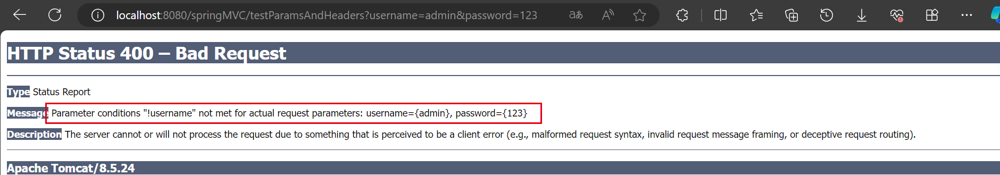 localhost:8080/springMVC/testParamsAndHeaders?username=admin&password=123
aあ
HTTP Status 400 – Bad Request
Type Status Report
Message Parameter conditions "!username" not met for actual request parameters: username={admin}, password={123}
Description The server cannot or will not process the request due to something that is perceived to be a client error (e.g., malformed request syntax, invalid request message framing, or deceptive request routing).
Apache Tomcat/8.5.24